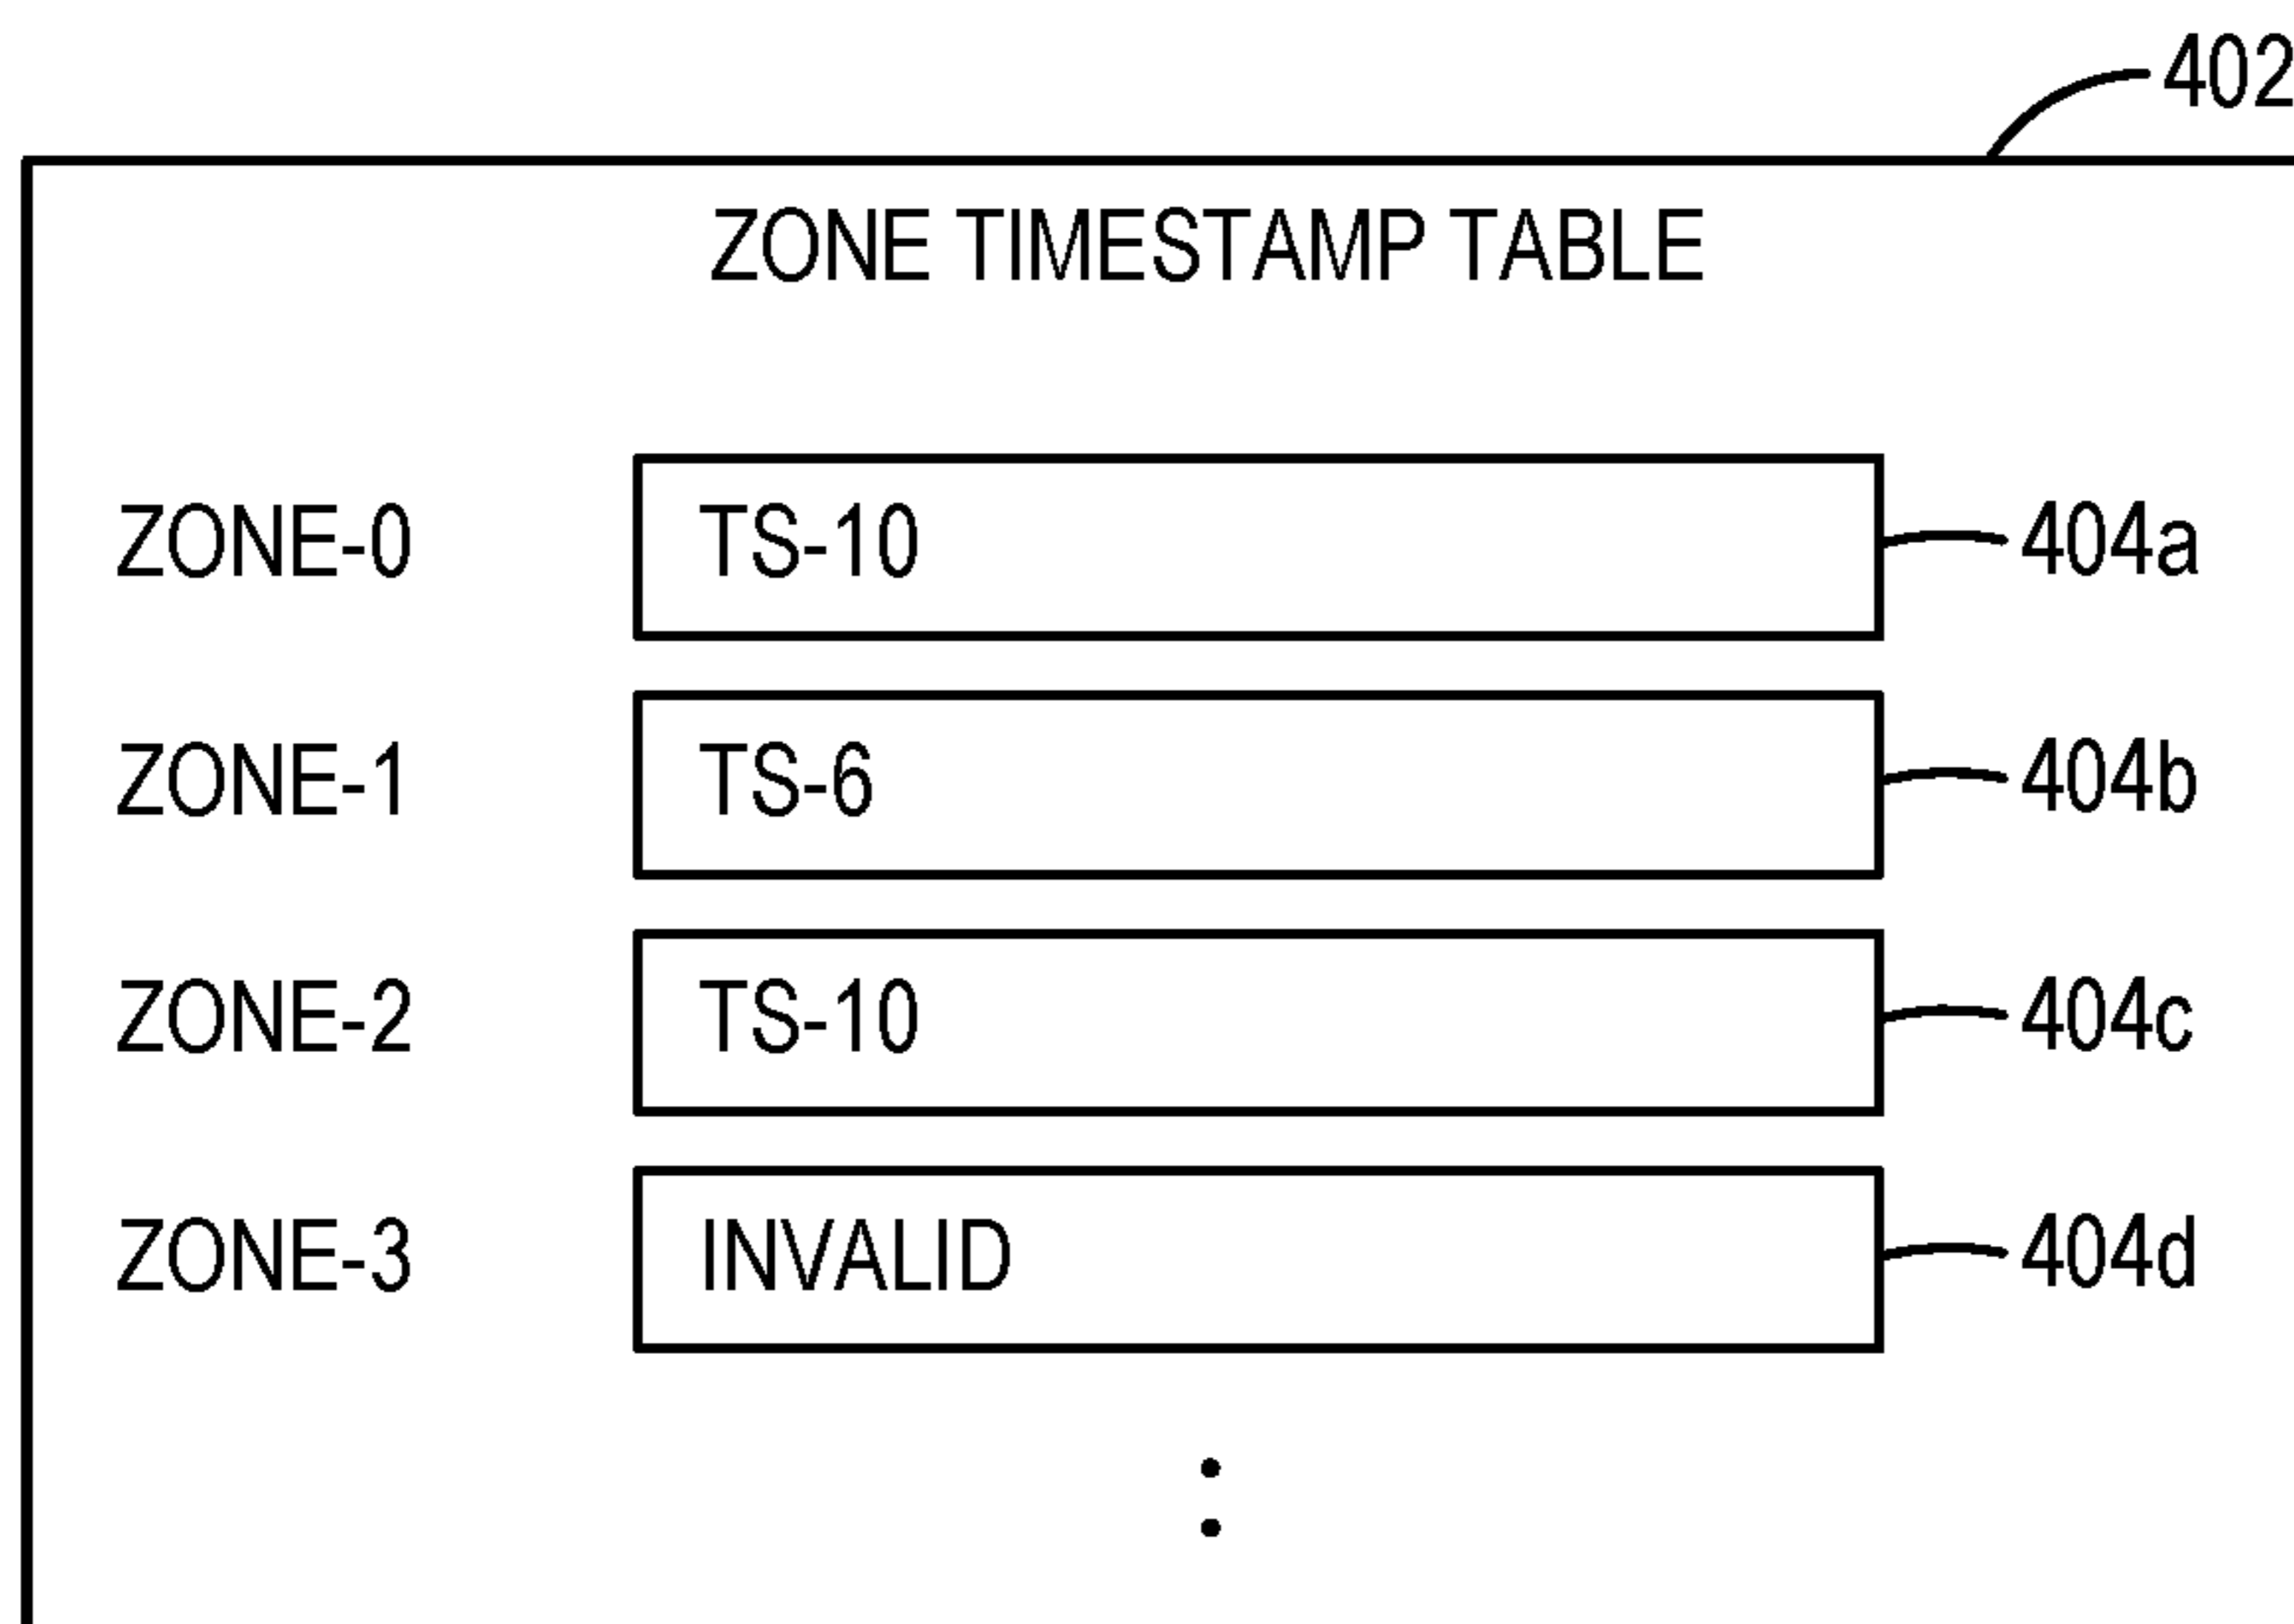 402
ZONE TIMESTAMP TABLE
ZONE-0 TS-10 404a
ZONE-1 TS-6 404b
ZONE-2 TS-10 404c
ZONE-3 INVALID 404d